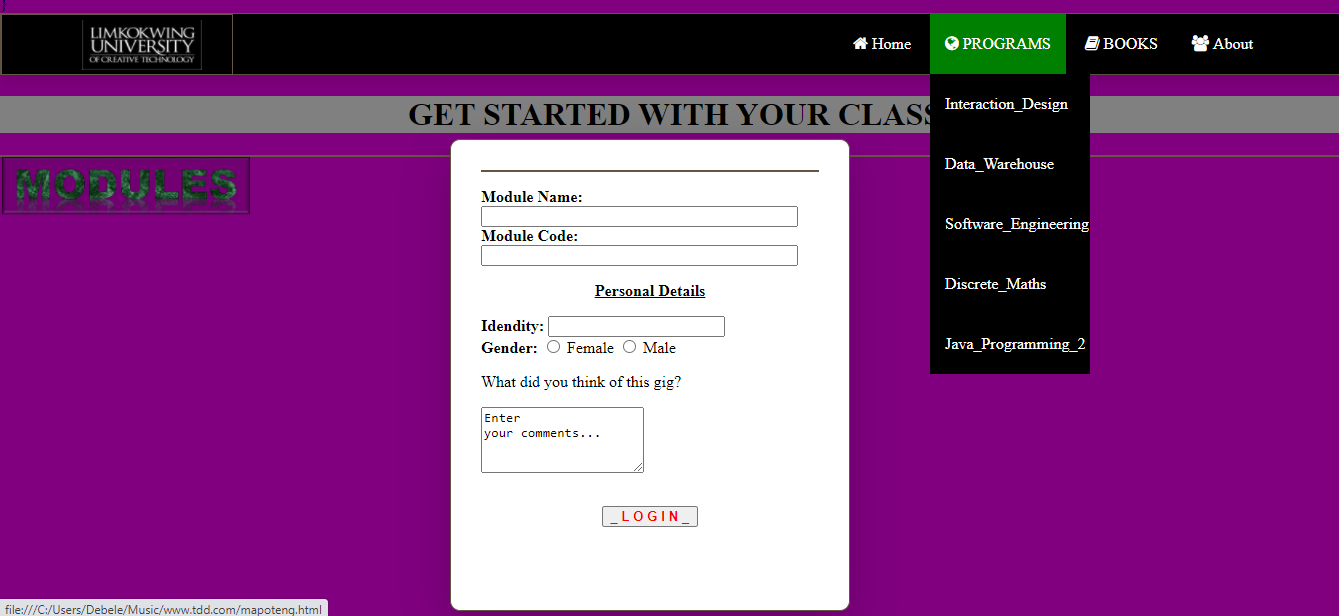 }
LIMKOKWING
UNIVERSITY
OF CREATIVE TECHNOLOGY
Home
PROGRAMS
BOOKS
About
Interaction_Design
Data_Warehouse
Software_Engineering
Discrete_Maths
Java_Programming_2
GET STARTED WITH YOUR CLASS
MODULES
Module Name:
Module Code:
Personal Details
Idendity:
Gender: Female Male
What did you think of this gig?
Enter
your comments...
_LOGIN_
file:///C:/Users/Debele/Music/www.tdd.com/mapoteng.html